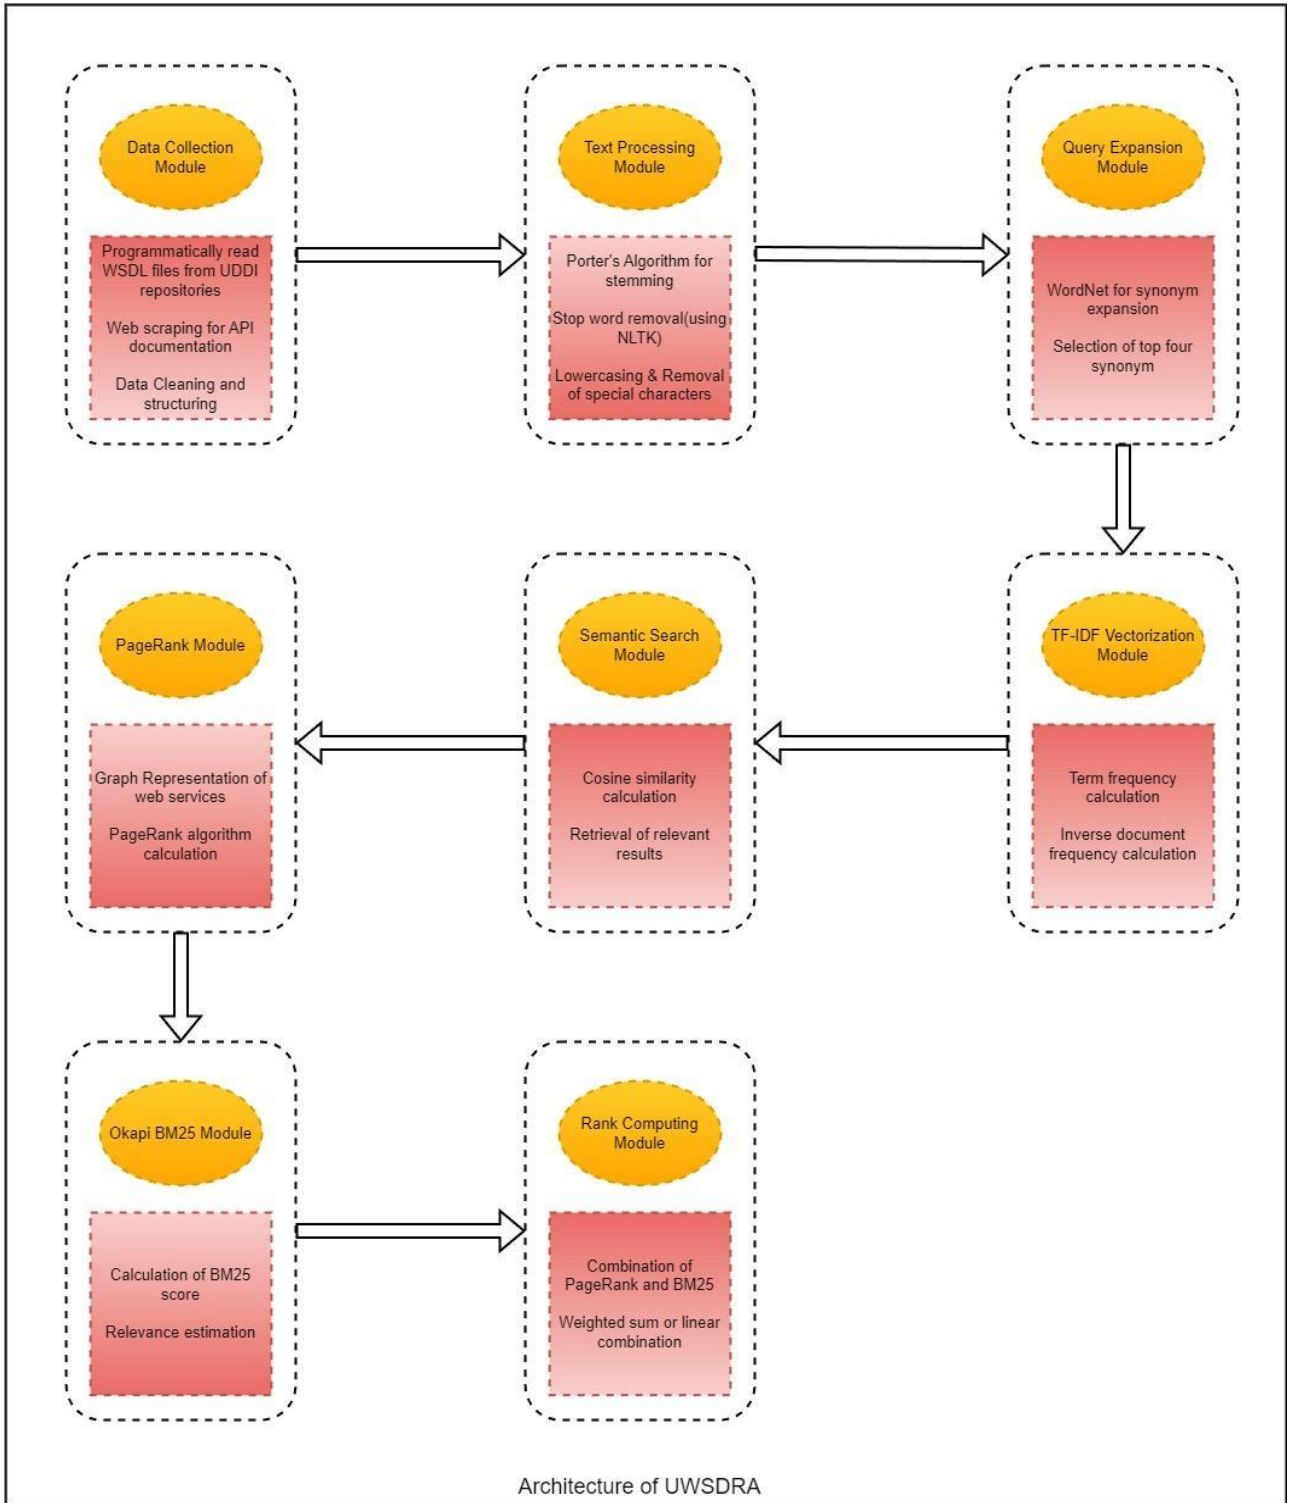 Data Collection
Module
Programmatically read
WSDL files from UDDI
repositories
Web scraping for API
documentation
Data Cleaning and
structuring
Text Processing
Module
Porter's Algorithm for
stemming
Stop word removal(using
NLTK)
Lowercasing & Removal
of special characters
Query Expansion
Module
WordNet for synonym
expansion
Selection of top four
synonym
TF-IDF Vectorization
Module
Term frequency
calculation
Inverse document
frequency calculation
Semantic Search
Module
Cosine similarity
calculation
Retrieval of relevant
results
PageRank Module
Graph Representation of
web services
PageRank algorithm
calculation
Okapi BM25 Module
Calculation of BM25
score
Relevance estimation
Rank Computing
Module
Combination of
PageRank and BM25
Weighted sum or linear
combination
Architecture of UWSDRA